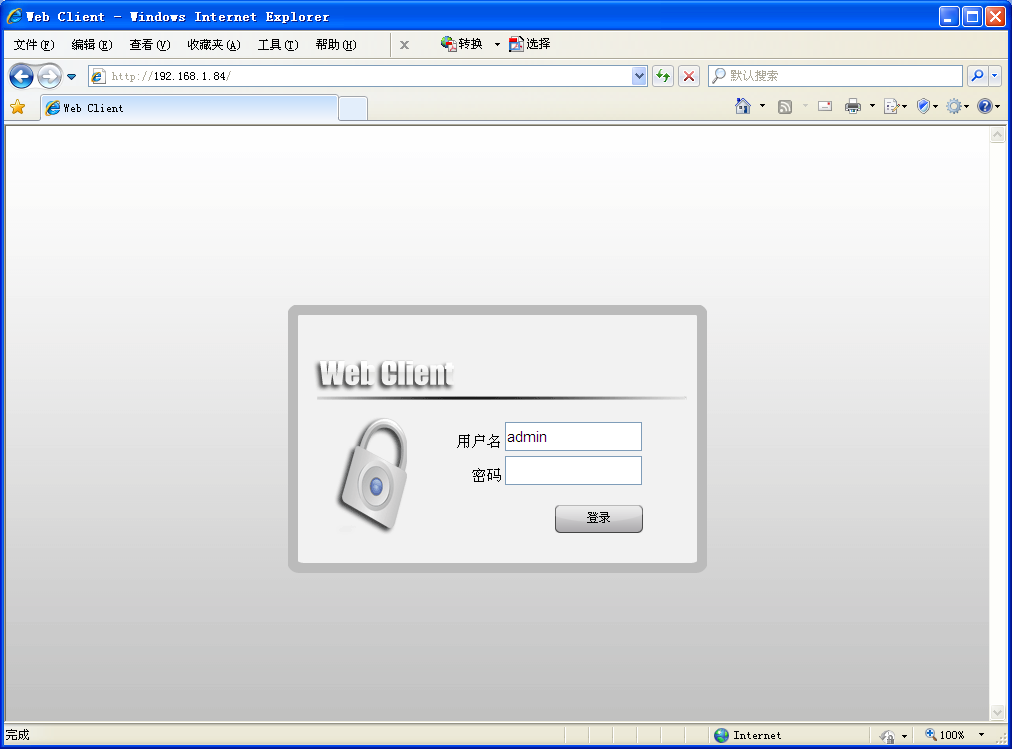 Web Client - Windows Internet Explorer
文件(F) 编辑(E) 查看(V) 收藏夹(A) 工具(T) 帮助(H) x 转换 选择
http://192.168.1.84/ 默认搜索
Web Client
Web Client
用户名 admin
密码
登录
完成 Internet 100%